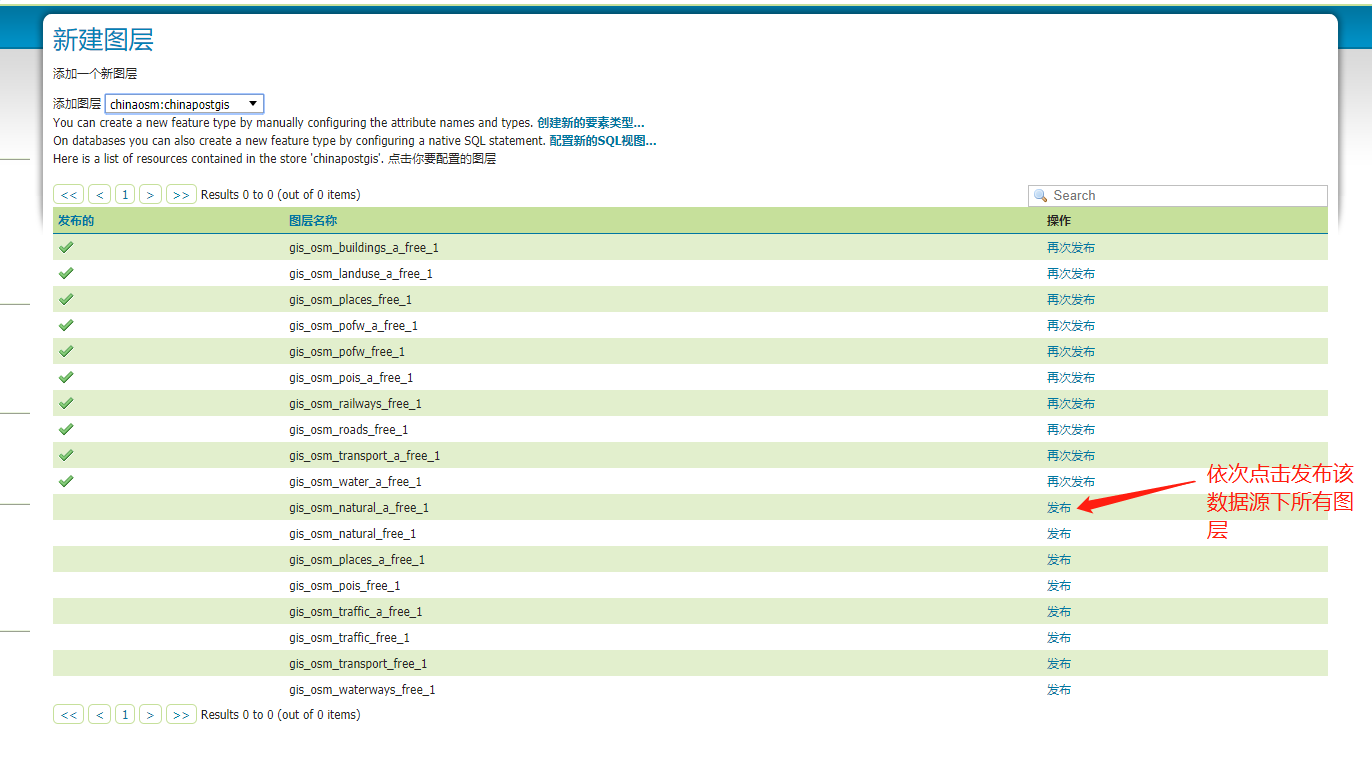 新建图层
添加一个新图层
添加图层 chinaosm:chinapostgis
You can create a new feature type by manually configuring the attribute names and types. 创建新的要素类型...
On databases you can also create a new feature type by configuring a native SQL statement. 配置新的SQL视图...
Here is a list of resources contained in the store 'chinapostgis'. 点击你要配置的图层
<< < 1 > >> Results 0 to 0 (out of 0 items) Search
发布的 图层名称 操作
gis_osm_buildings_a_free_1 再次发布
gis_osm_landuse_a_free_1 再次发布
gis_osm_places_free_1 再次发布
gis_osm_pofw_a_free_1 再次发布
gis_osm_pofw_free_1 再次发布
gis_osm_pois_a_free_1 再次发布
gis_osm_railways_free_1 再次发布
gis_osm_roads_free_1 再次发布
gis_osm_transport_a_free_1 再次发布
gis_osm_water_a_free_1 再次发布
gis_osm_natural_a_free_1 发布
gis_osm_natural_free_1 发布
gis_osm_places_a_free_1 发布
gis_osm_pois_free_1 发布
gis_osm_traffic_a_free_1 发布
gis_osm_traffic_free_1 发布
gis_osm_transport_free_1 发布
gis_osm_waterways_free_1 发布
<< < 1 > >> Results 0 to 0 (out of 0 items)
依次点击发布该
数据源下所有图
层